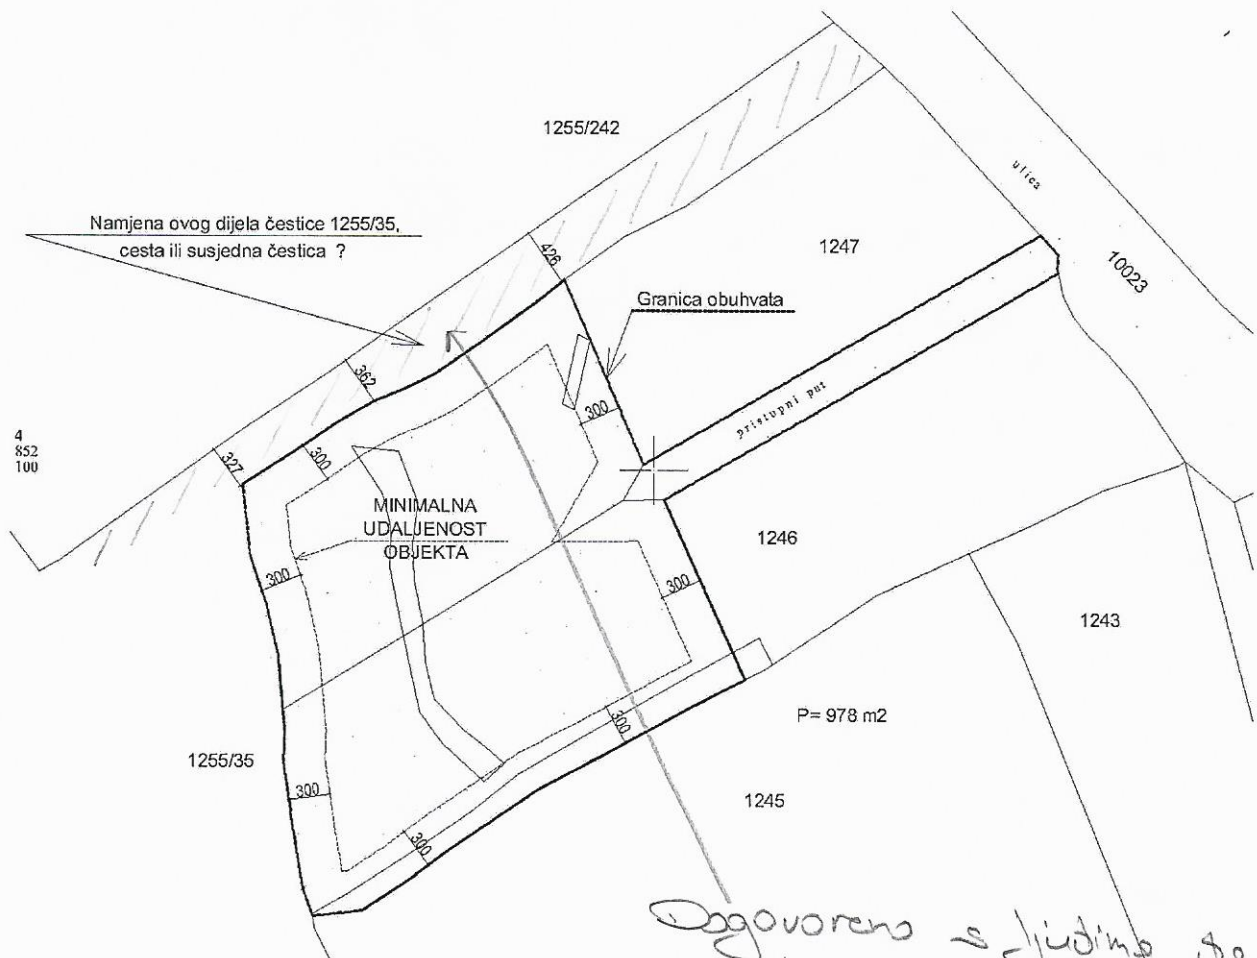 1255/242
ulica
Namjena ovog dijela čestice 1255/35,
cesta ili susjedna čestica ?
426
1247
10023
Granica obuhvata
362
300
pristupni put
4
852
100
327
300
MINIMALNA
UDALJENOST
OBJEKTA
1246
300
300
1243
P= 978 m2
300
1255/35
300
1245
300
Dogovoreno s ljudima